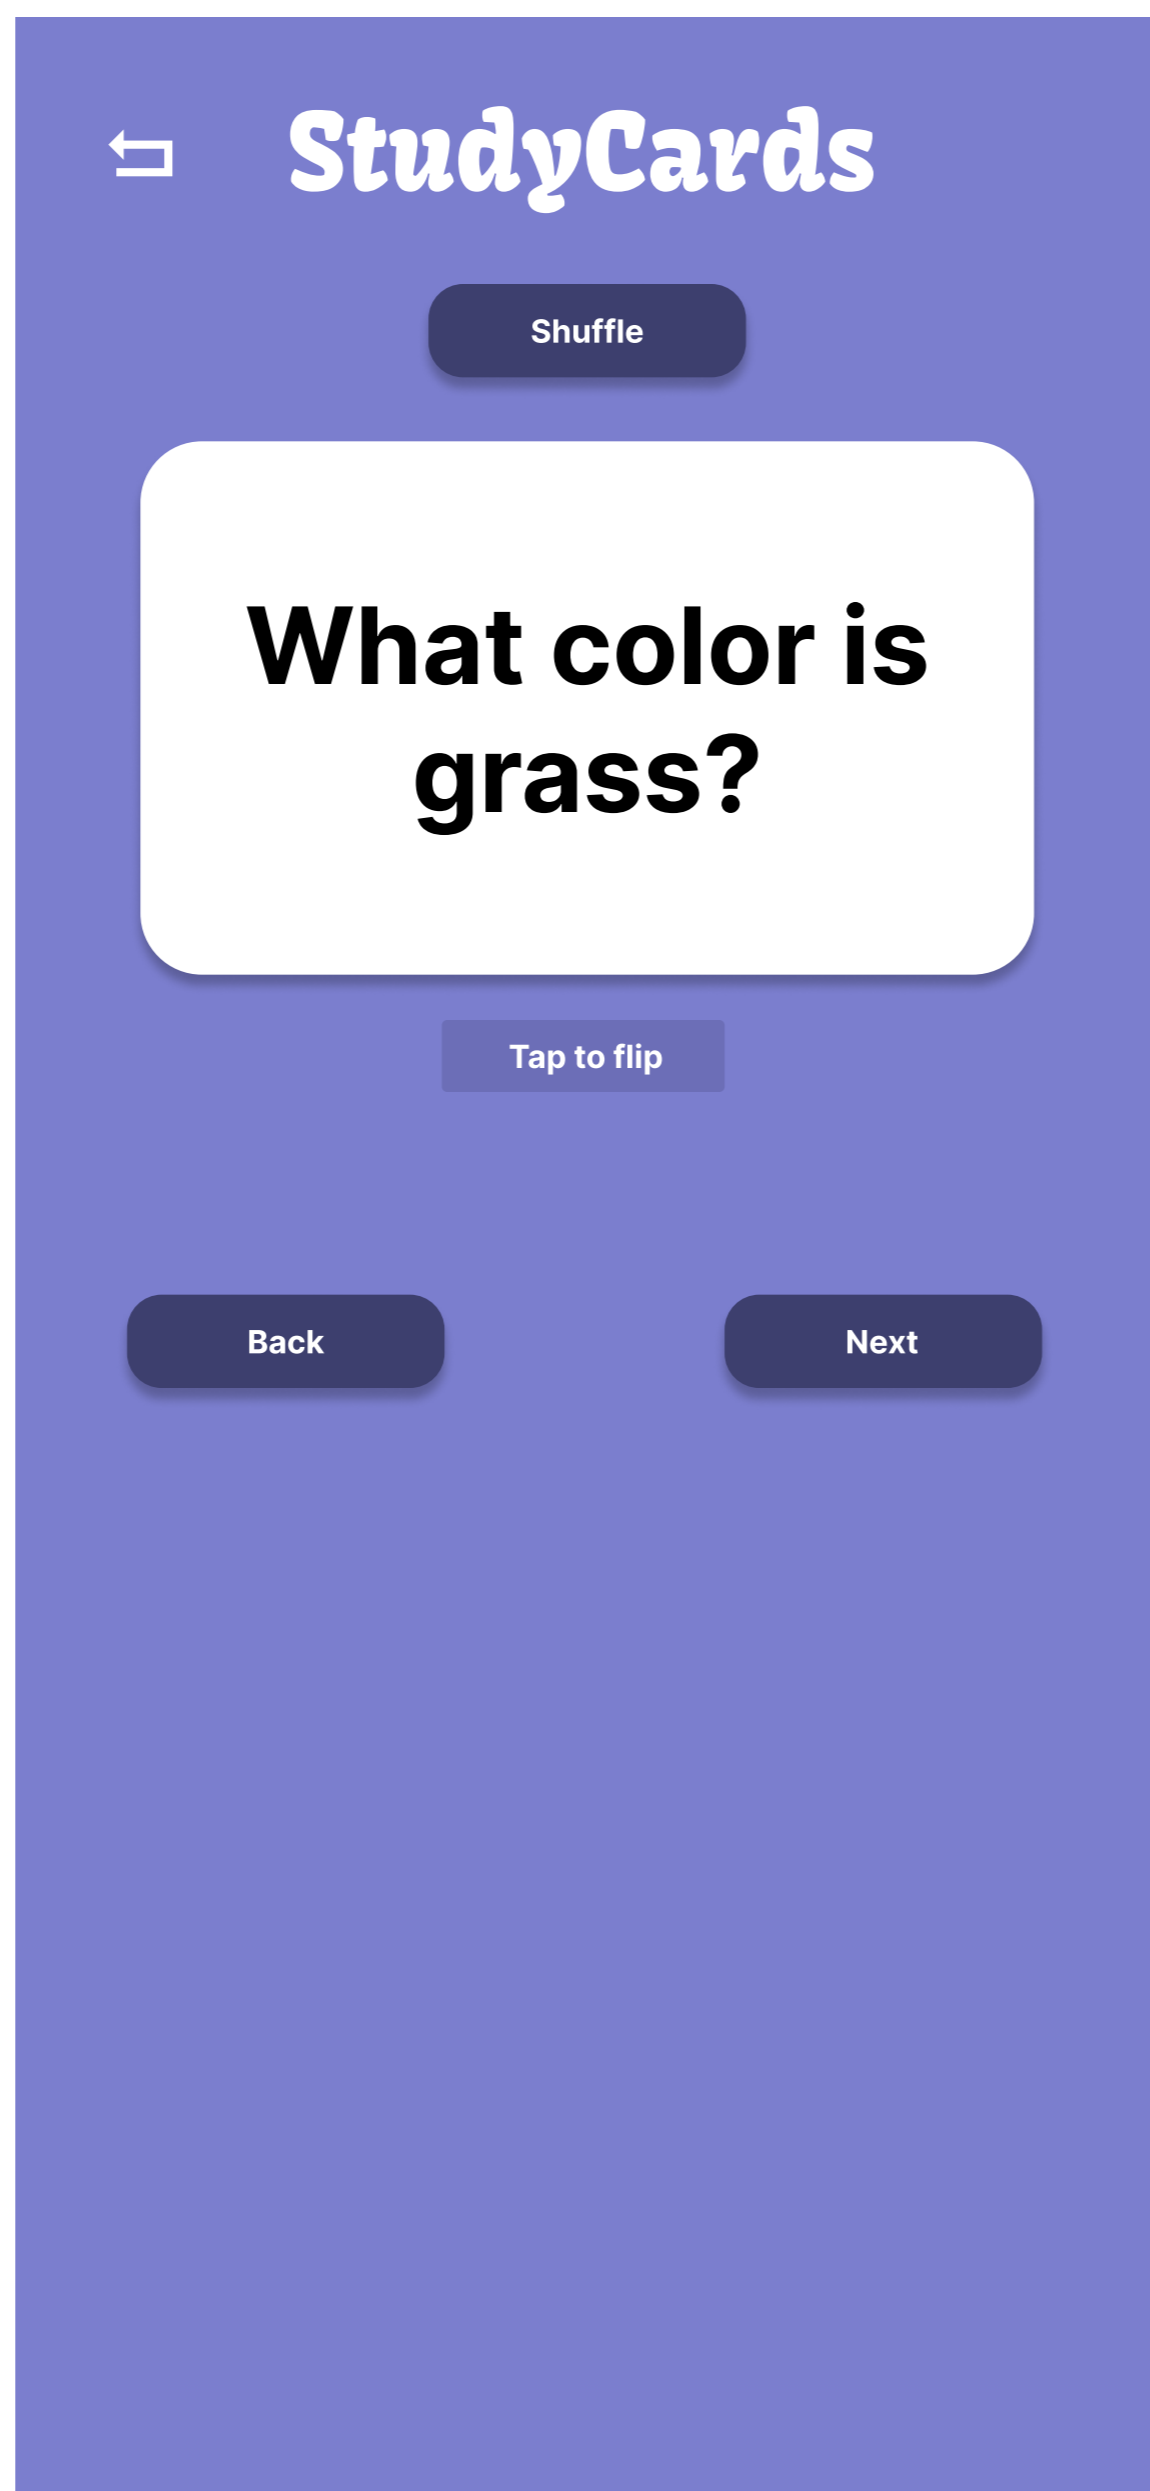 StudyCards
Shuffle
What color is
grass?
Tap to flip
Back
Next